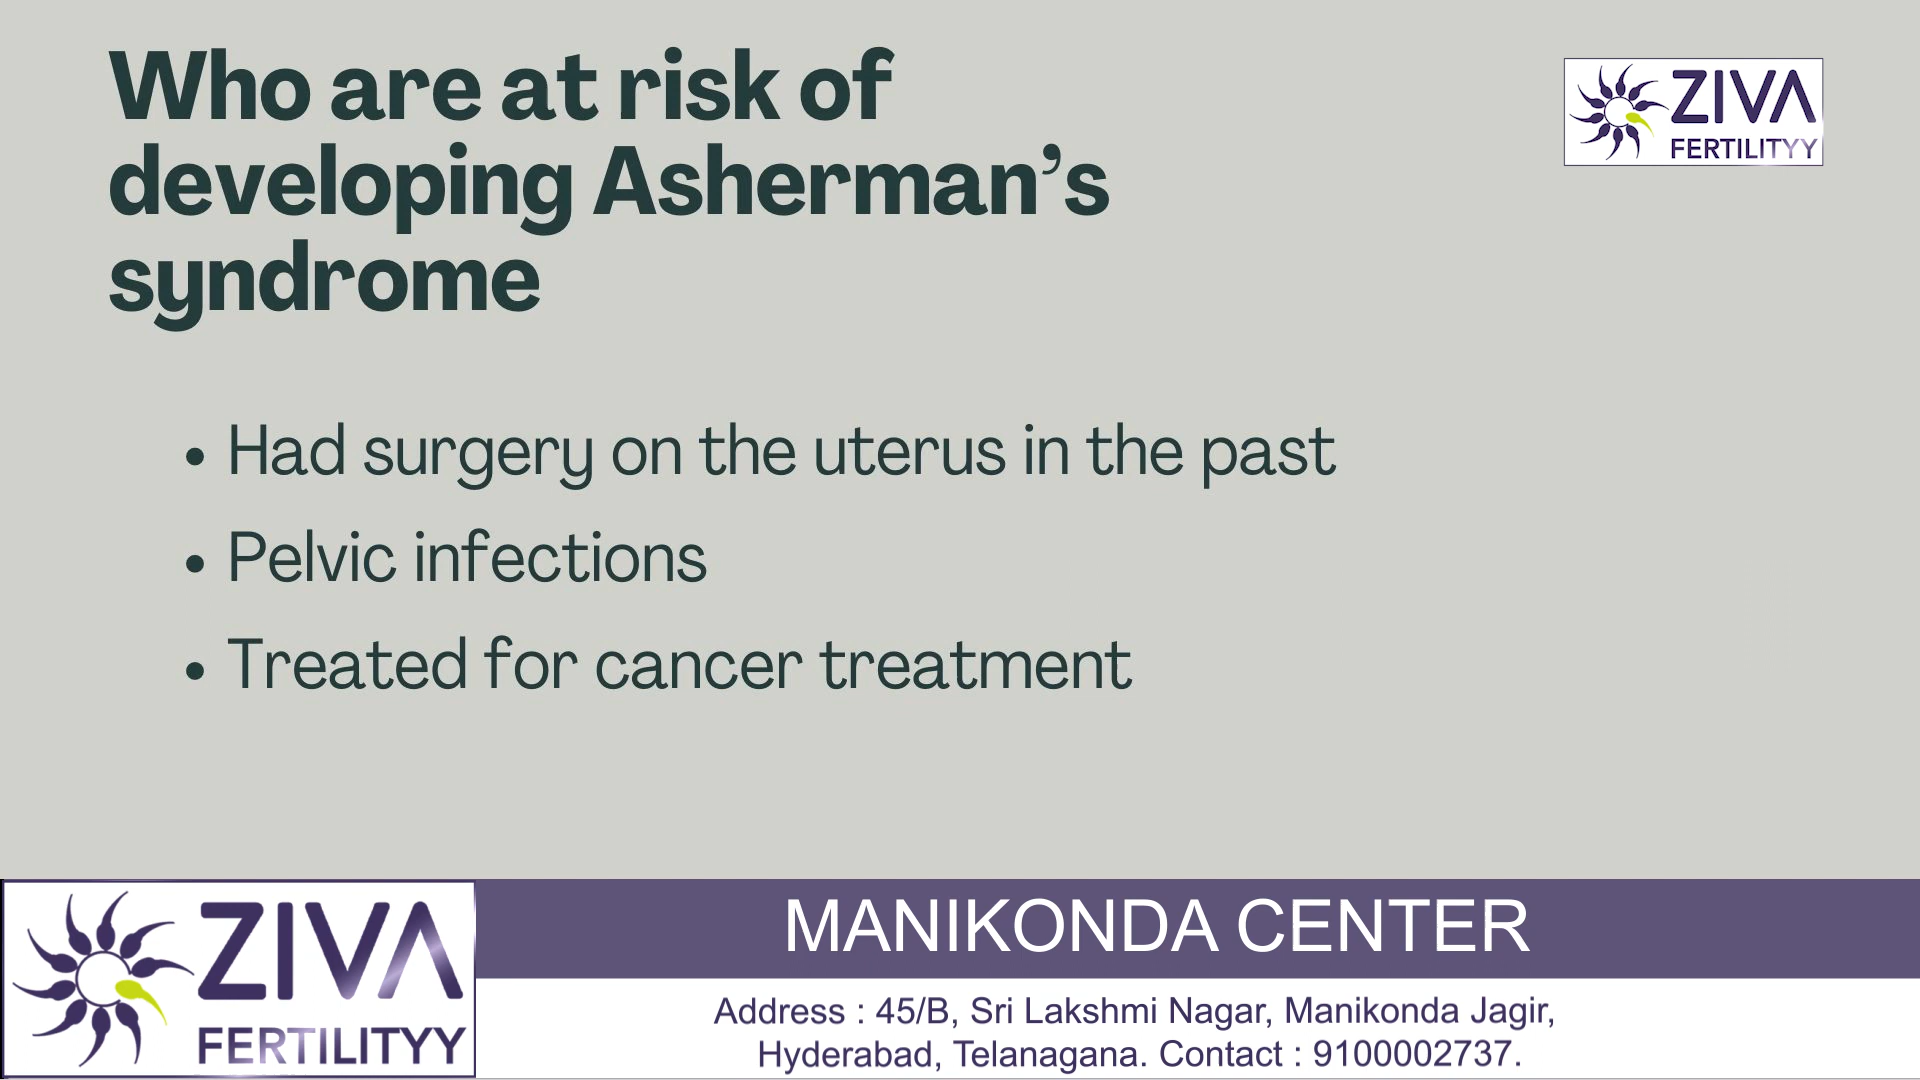 Who are at risk of
developing Asherman’s
syndrome
ZIVA
FERTILITYY
• Had surgery on the uterus in the past
• Pelvic infections
• Treated for cancer treatment
ZIVA
FERTILITYY
MANIKONDA CENTER
Address : 45/B, Sri Lakshmi Nagar, Manikonda Jagir,
Hyderabad, Telanagana. Contact : 9100002737.